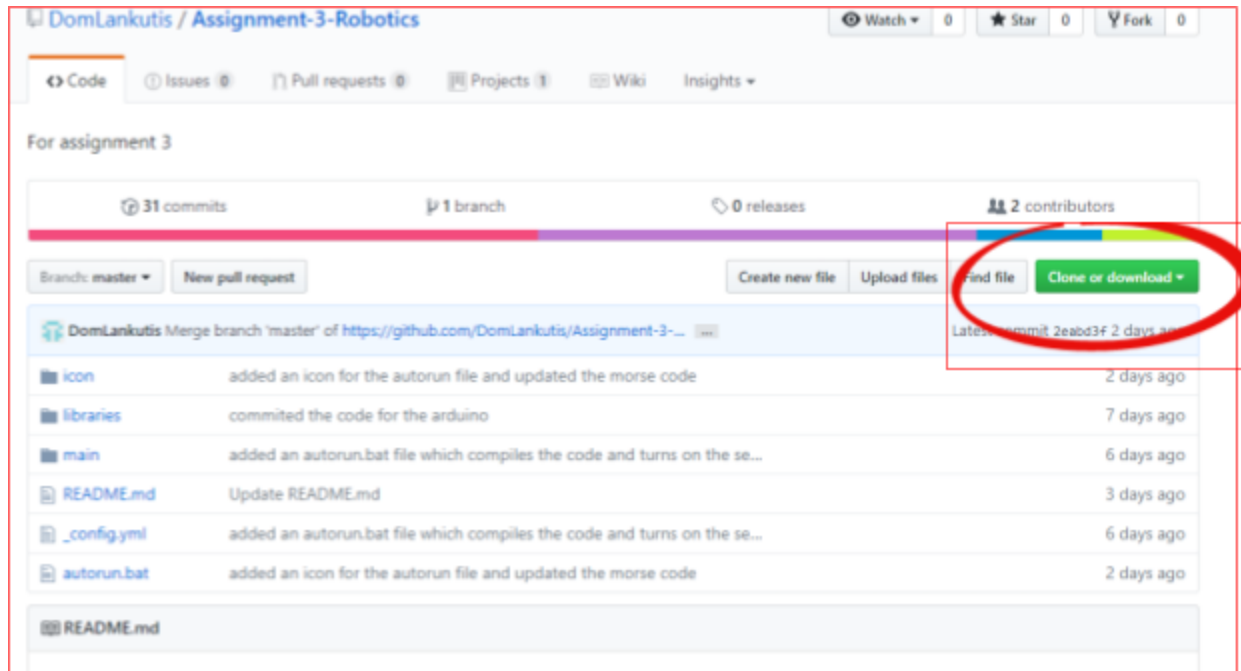 DomLankutis / Assignment-3-Robotics Watch 0 Star 0 Fork 0
Code Issues 0 Pull requests 0 Projects 1 Wiki Insights
For assignment 3
31 commits 1 branch 0 releases 2 contributors
Branch: master New pull request Create new file Upload files Find file Clone or download
DomLankutis Merge branch 'master' of https://github.com/DomLankutis/Assignment-3-... ... Latest commit 2eabd3f 2 days ago
icon added an icon for the autorun file and updated the morse code 2 days ago
libraries commited the code for the arduino 7 days ago
main added an autorun.bat file which compiles the code and turns on the se... 6 days ago
README.md Update README.md 3 days ago
_config.yml added an autorun.bat file which compiles the code and turns on the se... 6 days ago
autorun.bat added an icon for the autorun file and updated the morse code 2 days ago
README.md